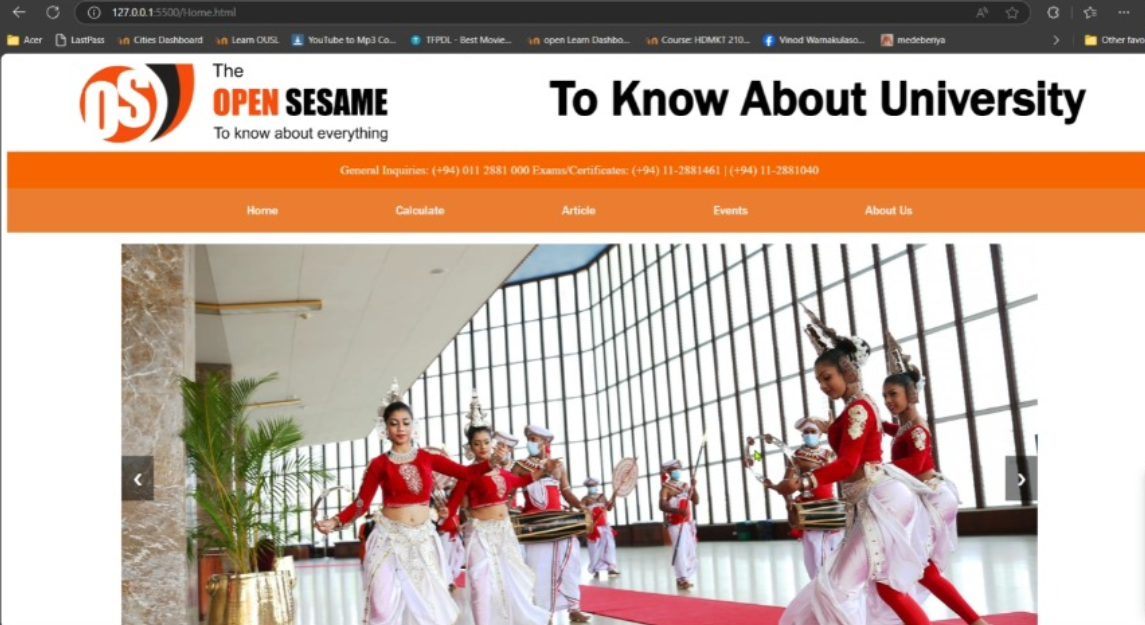 127.0.0.1:5500/Home.html
Acer LastPass Cities Dashboard Learn OUSL YouTube to Mp3 Co... TFPDL - Best Movie... open Learn Dashbo... Course: HDMKT 210... Vinod Warnakulaso... medeberiya Other favo
The
OS OPEN SESAME
To know about everything
To Know About University
General Inquiries: (+94) 011 2881 000 Exams/Certificates: (+94) 11-2881461 | (+94) 11-2881040
Home Calculate Article Events About Us